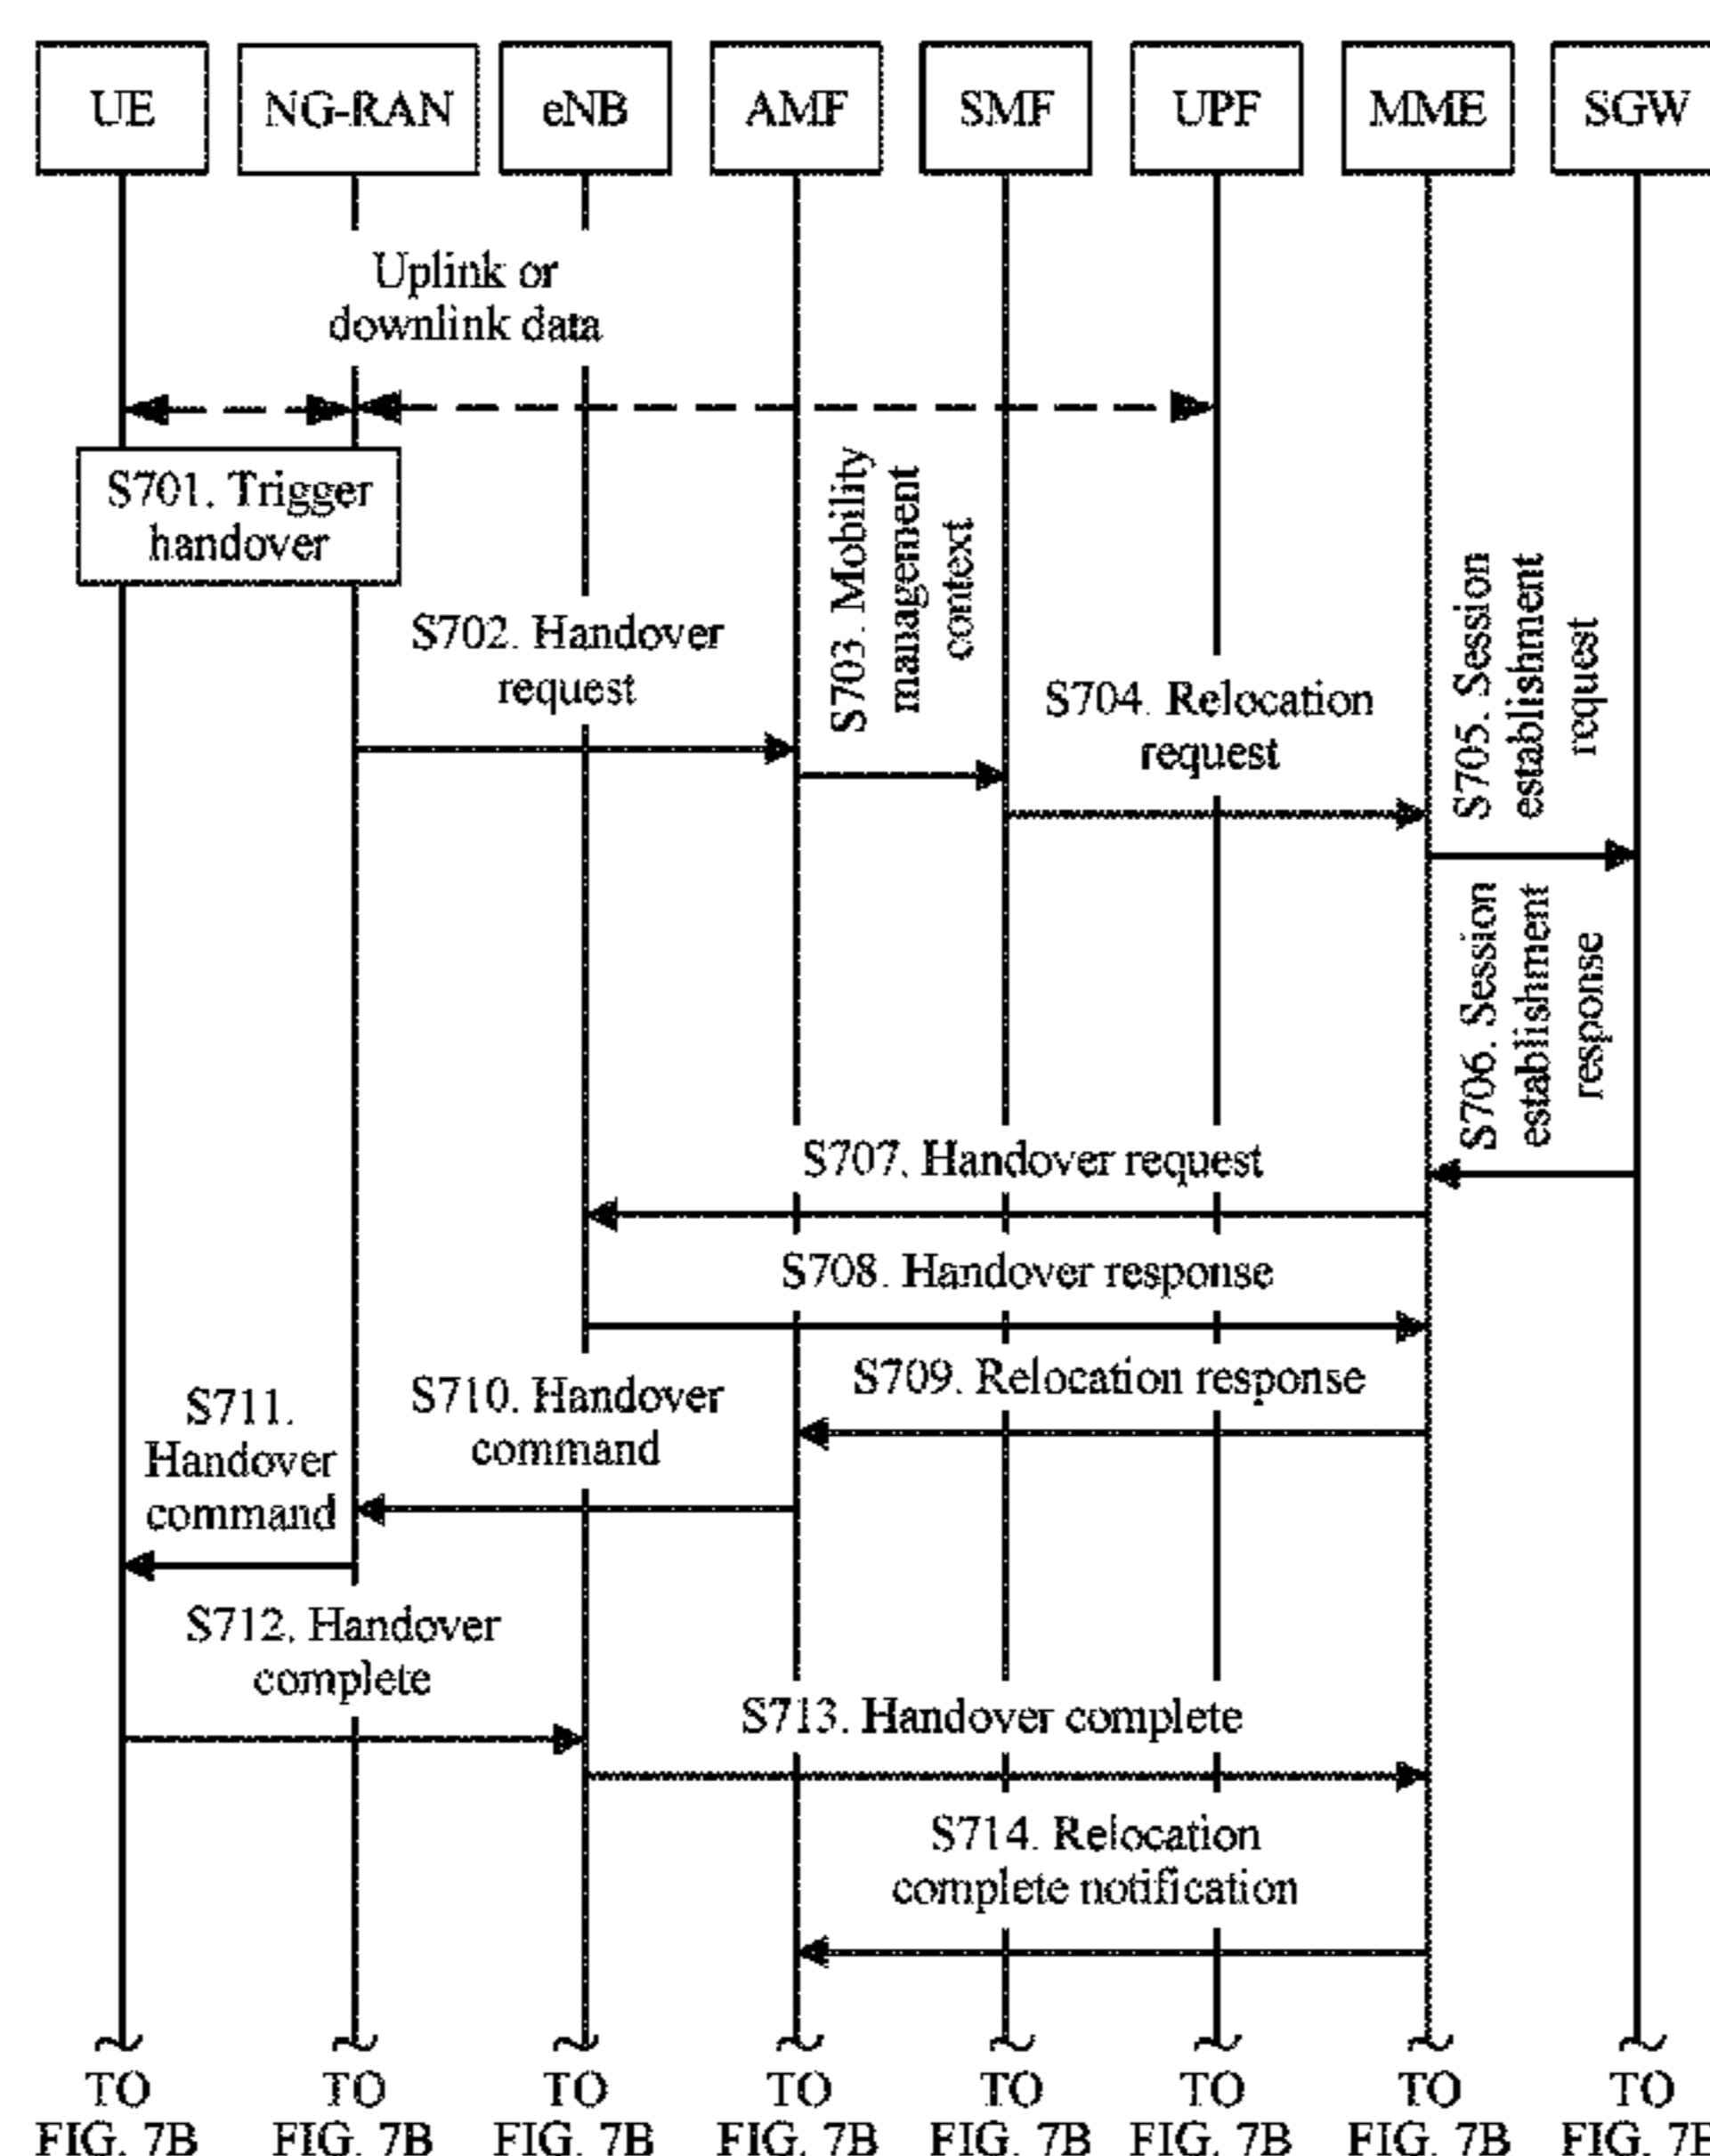 UE
NG-RAN
eNB
AMF
SMF
UPF
MME
SGW
Uplink or
downlink data
S701. Trigger
handover
S702. Handover
request
S703. Mobility
management
context
S704. Relocation
request
S705. Session
establishment
request
S706. Session
establishment
response
S707. Handover request
S708. Handover response
S709. Relocation response
S710. Handover
command
S711.
Handover
command
S712. Handover
complete
S713. Handover complete
S714. Relocation
complete notification
TO
FIG. 7B
TO
FIG. 7B
TO
FIG. 7B
TO
FIG. 7B
TO
FIG. 7B
TO
FIG. 7B
TO
FIG. 7B
TO
FIG. 7B